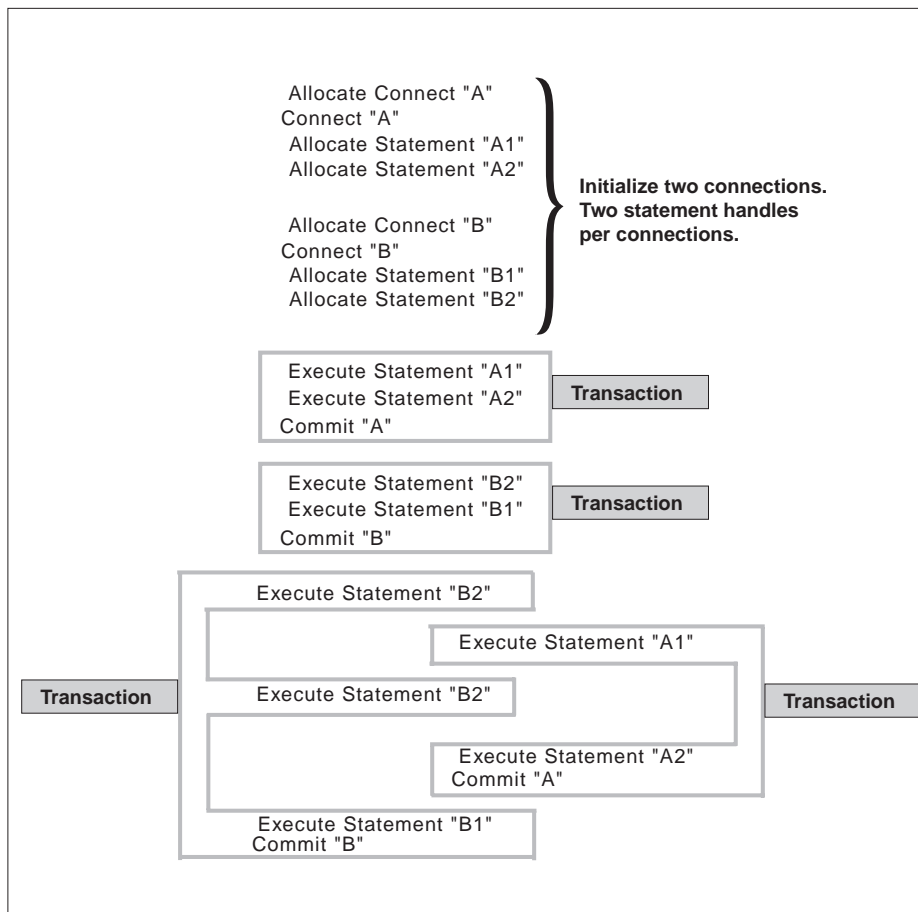 Allocate Connect "A"
Connect "A"
Allocate Statement "A1"
Allocate Statement "A2"
Allocate Connect "B"
Connect "B"
Allocate Statement "B1"
Allocate Statement "B2"
Initialize two connections.
Two statement handles
per connections.
Execute Statement "A1"
Execute Statement "A2"
Commit "A"
Transaction
Execute Statement "B2"
Execute Statement "B1"
Commit "B"
Transaction
Execute Statement "B2"
Execute Statement "A1"
Transaction
Execute Statement "B2"
Transaction
Execute Statement "A2"
Commit "A"
Execute Statement "B1"
Commit "B"